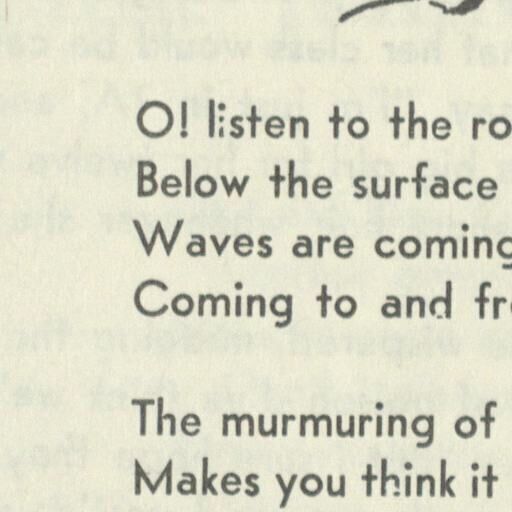 O! listen to the ro
Below the surface
Waves are coming
Coming to and fr
The murmuring of
Makes you think it